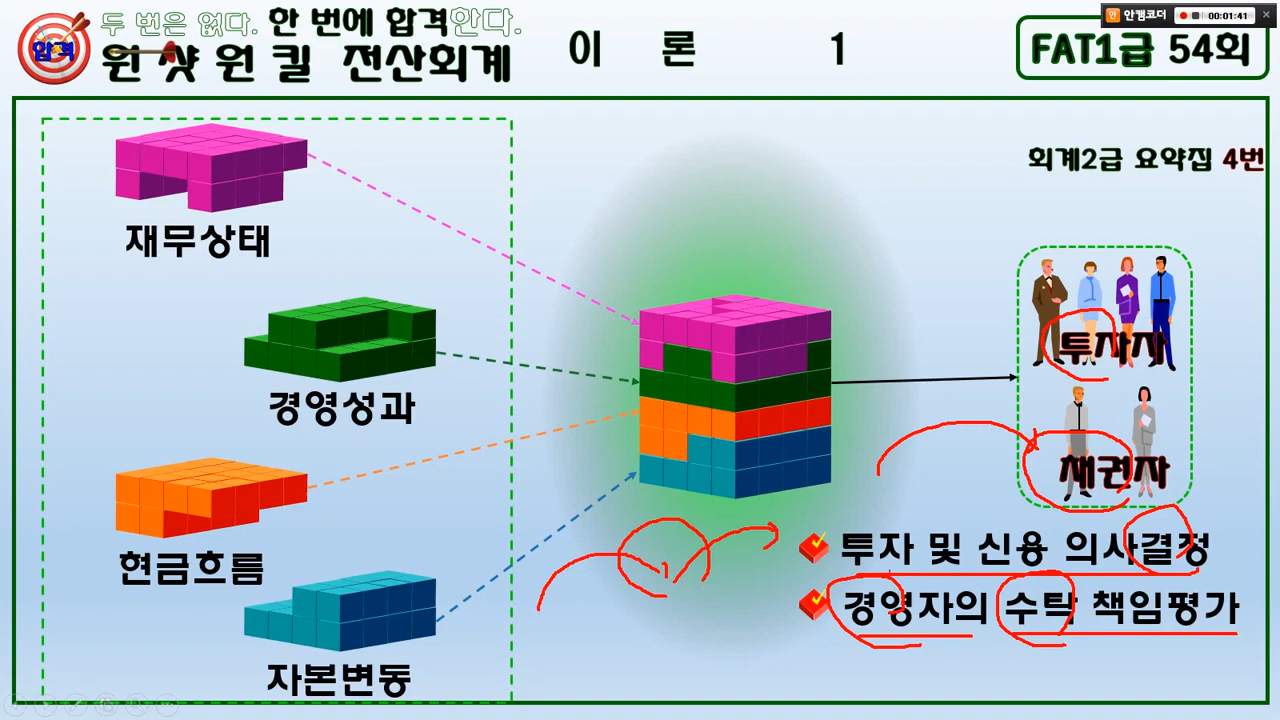 두 번은 없다. 한 번에 합격한다.
합격
원 샷 원 킬 전산회계
이 론 1
안캠코더
00:01:41
FAT1급 54회
회계2급 요약집 4번
재무상태
경영성과
현금흐름
자본변동
투자자
채권자
투자 및 신용 의사결정
경영자의 수탁 책임평가